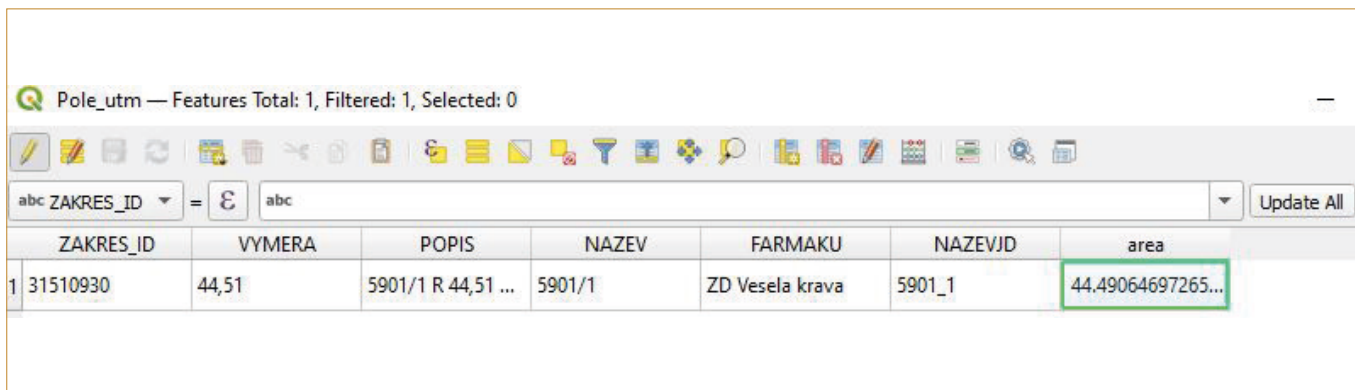 Pole_utm — Features Total: 1, Filtered: 1, Selected: 0
abc ZAKRES_ID = ε abc Update All
ZAKRES_ID VYMERA POPIS NAZEV FARMAKU NAZEVJD area
1 31510930 44,51 5901/1 R 44,51 ... 5901/1 ZD Vesela krava 5901_1 44.49064697265...